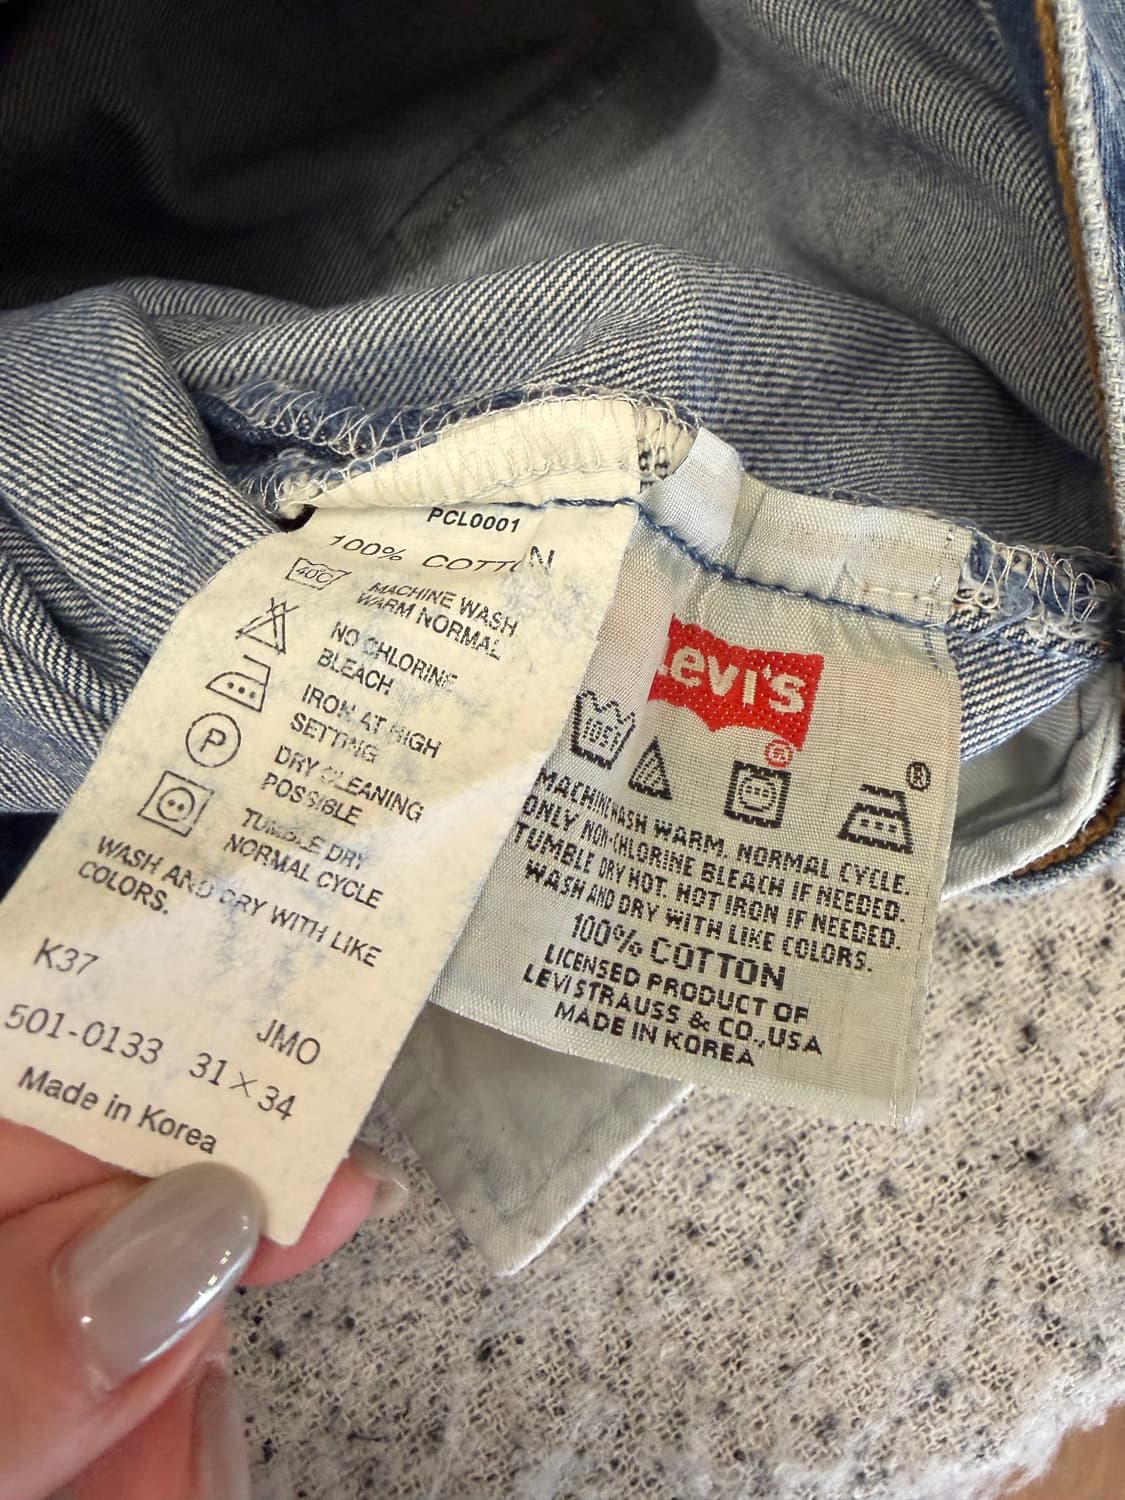 PCL0001
100% COTTON
40°C
MACHINE WASH
WARM NORMAL
NO CHLORINE
BLEACH
IRON AT HIGH
SETTING
P
DRY CLEANING
POSSIBLE
TUMBLE DRY
NORMAL CYCLE
WASH AND DRY WITH LIKE
COLORS.
K37
JMO
501-0133 31×34
Made in Korea
Levi's
®
105F
®
MACHINE WASH WARM, NORMAL CYCLE.
ONLY NON-CHLORINE BLEACH IF NEEDED.
TUMBLE DRY HOT. HOT IRON IF NEEDED.
WASH AND DRY WITH LIKE COLORS.
100% COTTON
LICENSED PRODUCT OF
LEVI STRAUSS & CO., USA
MADE IN KOREA